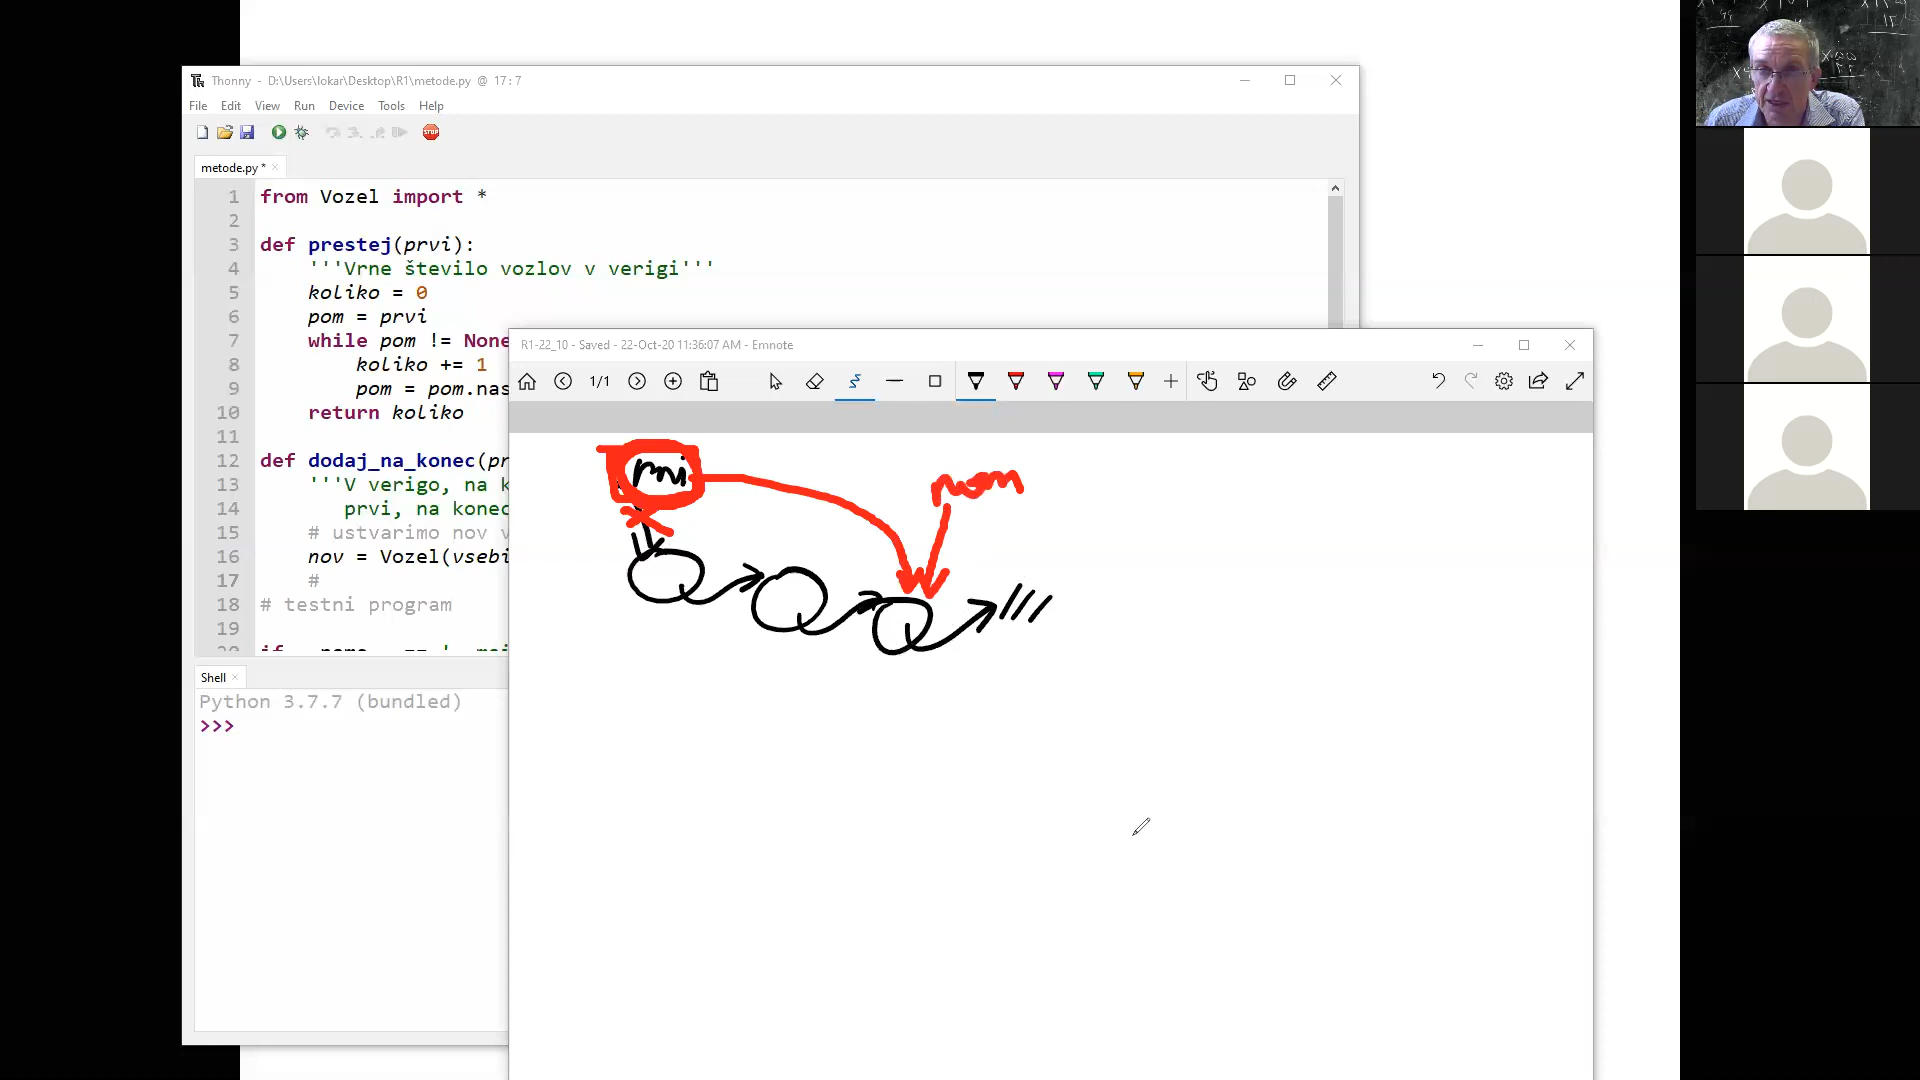 Thonny - D:\Users\lokar\Desktop\R1\metode.py @ 17:7
File Edit View Run Device Tools Help
STOP
metode.py *
1 from Vozel import *
2
3 def prestej(prvi):
4 '''Vrne število vozlov v verigi'''
5 koliko = 0
6 pom = prvi
7 while pom != None
8 koliko += 1
9 pom = pom.nas
10 return koliko
11
12 def dodaj_na_konec(pr
13 '''V verigo, na k
14 prvi, na konec
15 # ustvarimo nov v
16 nov = Vozel(vsebi
17 #
18 # testni program
19
Shell
Python 3.7.7 (bundled)
>>>
R1-22_10 - Saved - 22-Oct-20 11:36:07 AM - Emnote
1/1